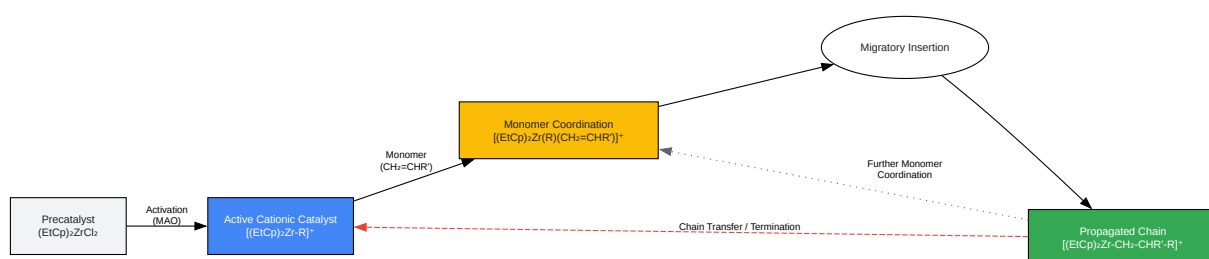 Migratory Insertion
Monomer Coordination
[(EtCp)₂Zr(R)(CH₂=CHR')]⁺
Monomer
(CH₂=CHR')
Further Monomer
Coordination
Precatalyst
(EtCp)₂ZrCl₂
Activation
(MAO)
Active Cationic Catalyst
[(EtCp)₂Zr-R]⁺
Chain Transfer / Termination
Propagated Chain
[(EtCp)₂Zr-CH₂-CHR'-R]⁺